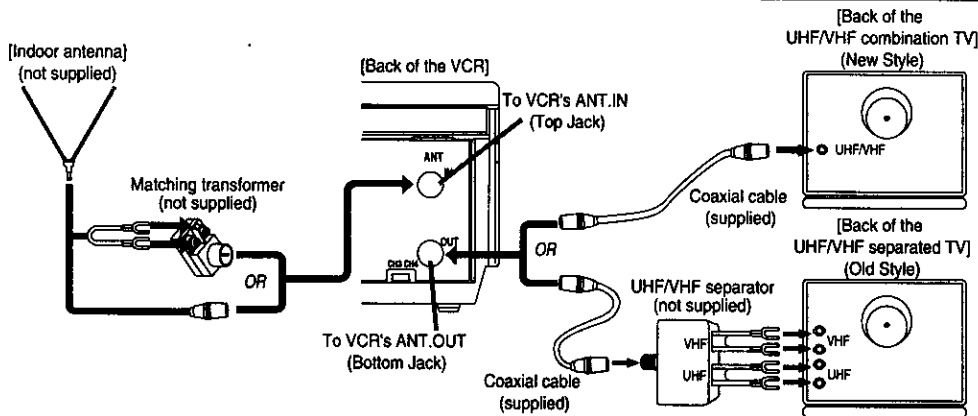 [Indoor antenna]
(not supplied)
Matching transformer
(not supplied)
OR
[Back of the VCR]
To VCR's ANT.IN
(Top Jack)
ANT
IN
OUT
CH3 CH4
To VCR's ANT.OUT
(Bottom Jack)
OR
Coaxial cable
(supplied)
[Back of the
UHF/VHF combination TV]
(New Style)
UHF/VHF
Coaxial cable
(supplied)
UHF/VHF separator
(not supplied)
VHF
UHF
[Back of the
UHF/VHF separated TV]
(Old Style)
VHF
UHF